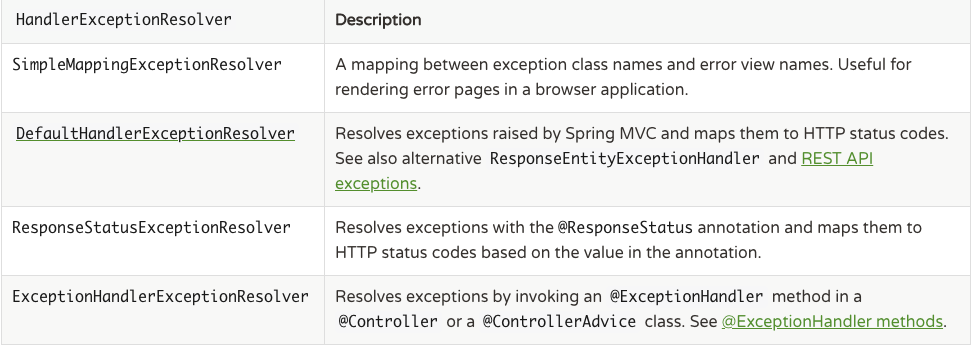 HandlerExceptionResolver Description
SimpleMappingExceptionResolver A mapping between exception class names and error view names. Useful for
rendering error pages in a browser application.
DefaultHandlerExceptionResolver Resolves exceptions raised by Spring MVC and maps them to HTTP status codes.
See also alternative ResponseEntityExceptionHandler and REST API
exceptions.
ResponseStatusExceptionResolver Resolves exceptions with the @ResponseStatus annotation and maps them to
HTTP status codes based on the value in the annotation.
ExceptionHandlerExceptionResolver Resolves exceptions by invoking an @ExceptionHandler method in a
@Controller or a @ControllerAdvice class. See @ExceptionHandler methods.